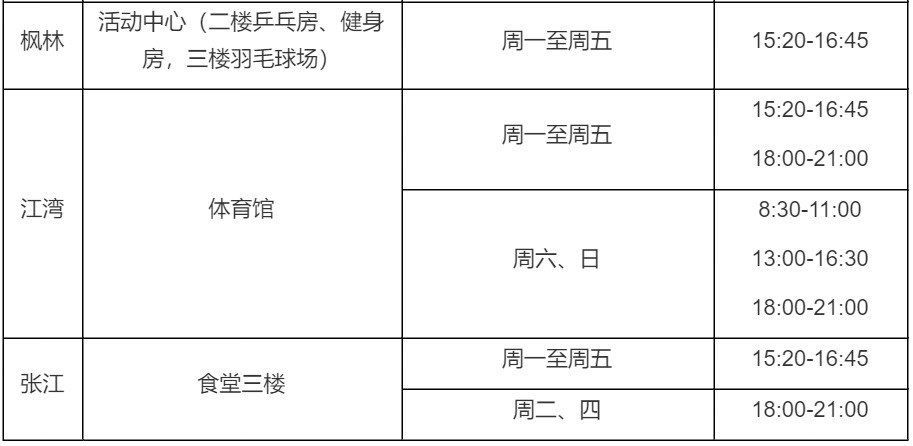 枫林
活动中心（二楼乒乓房、健身
房，三楼羽毛球场）
周一至周五
15:20-16:45
江湾
体育馆
周一至周五
15:20-16:45
18:00-21:00
周六、日
8:30-11:00
13:00-16:30
18:00-21:00
张江
食堂三楼
周一至周五
15:20-16:45
周二、四
18:00-21:00